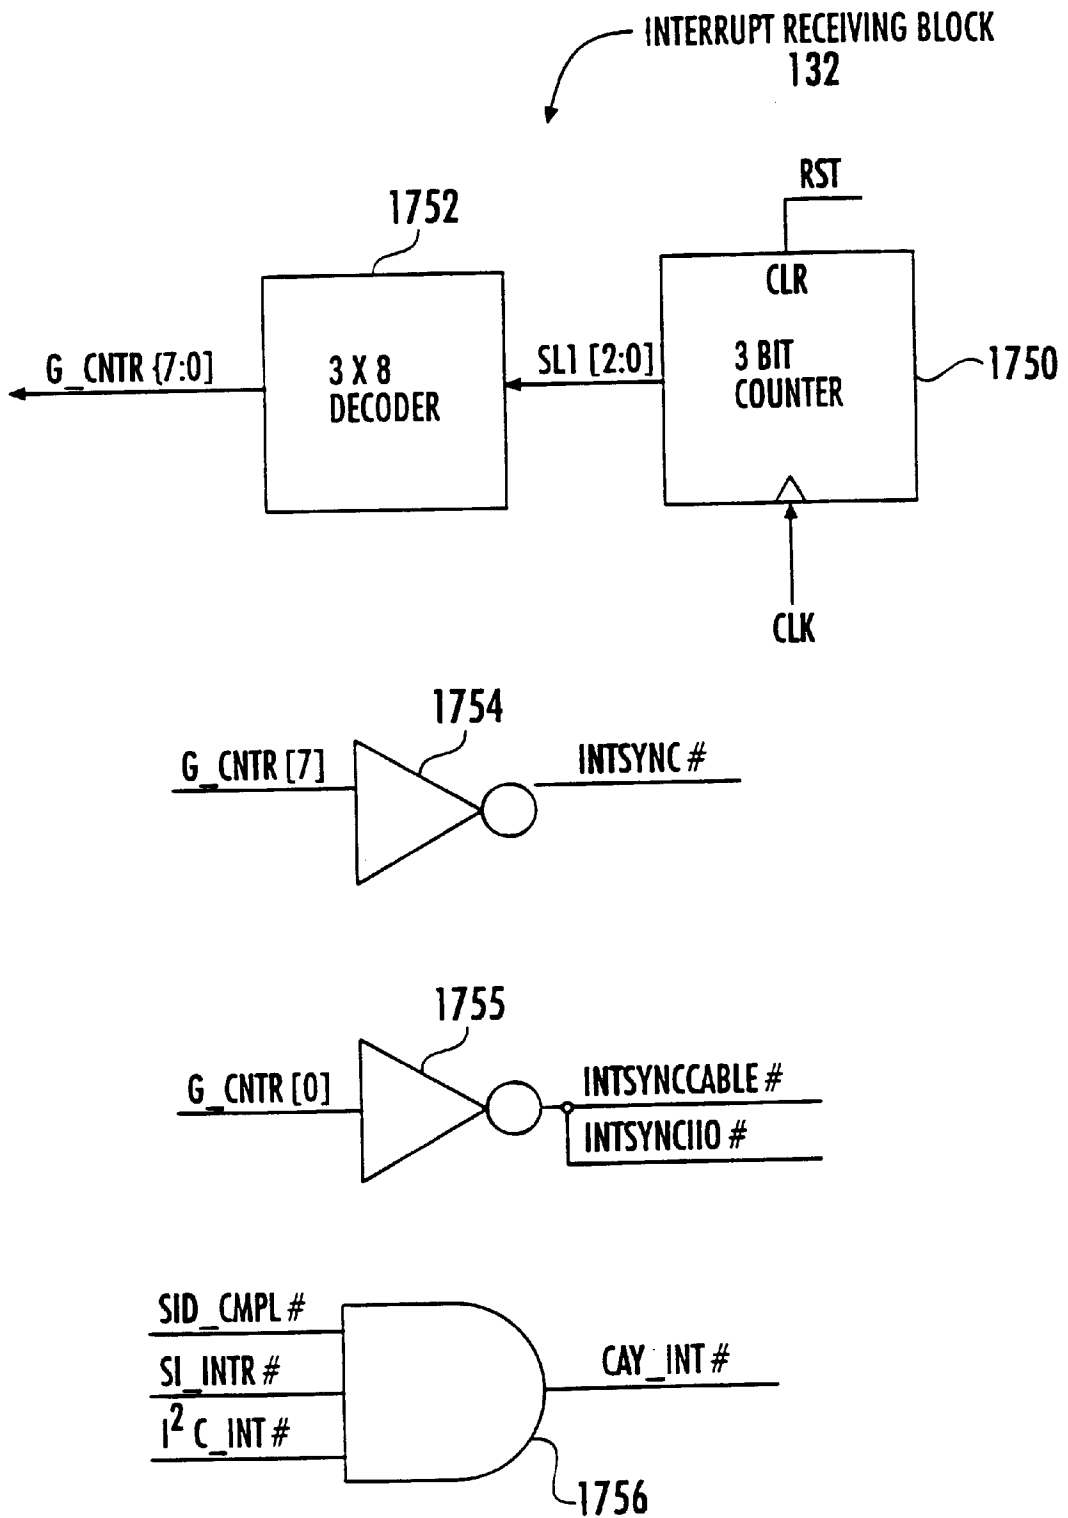 INTERRUPT RECEIVING BLOCK
132
RST
1752
CLR
G_CNTR {7:0]
3 X 8
DECODER
SL1 [2:0]
3 BIT
COUNTER
1750
CLK
1754
G_CNTR [7]
INTSYNC #
1755
G_CNTR [0]
INTSYNCCABLE #
INTSYNCIIO #
SID_CMPL #
SI_INTR #
I² C_INT #
CAY_INT #
1756